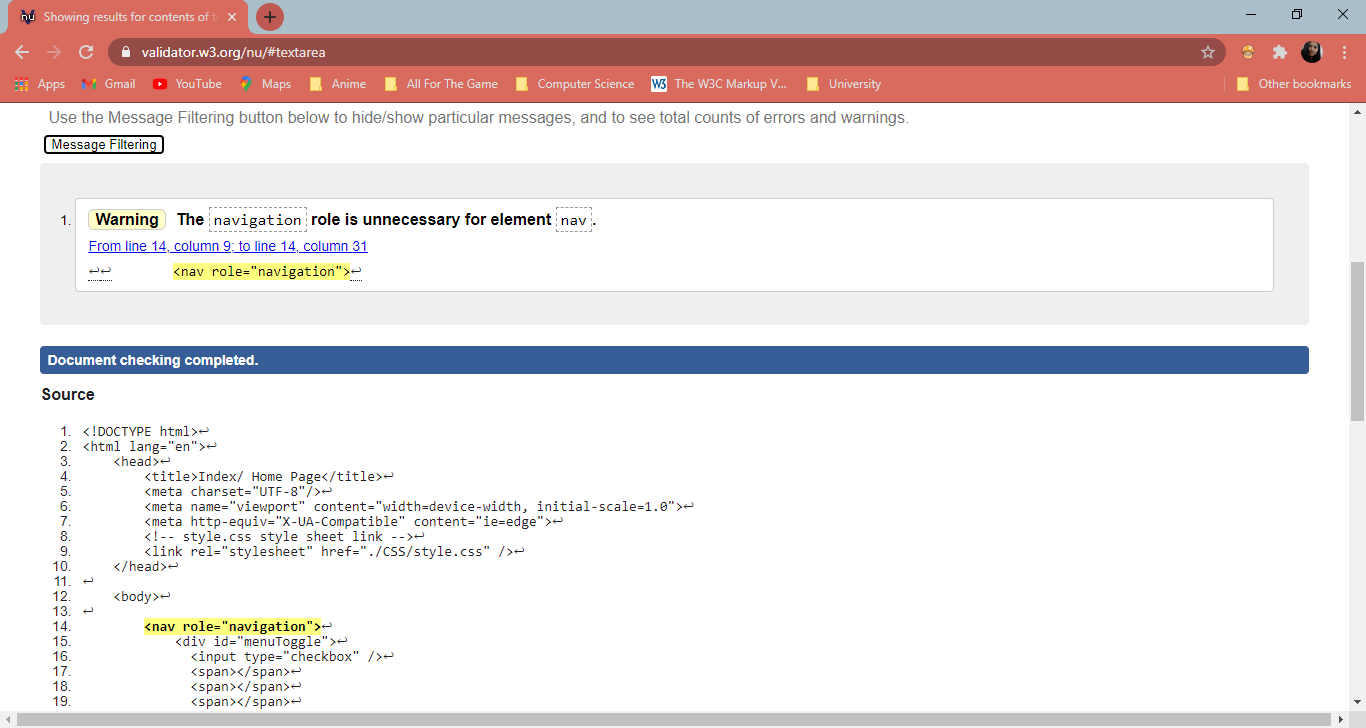 Showing results for contents of t
validator.w3.org/nu/#textarea
Apps Gmail YouTube Maps Anime All For The Game Computer Science The W3C Markup V... University Other bookmarks
Use the Message Filtering button below to hide/show particular messages, and to see total counts of errors and warnings.
Message Filtering
1. Warning The navigation role is unnecessary for element nav.
From line 14, column 9; to line 14, column 31
↩↩ <nav role="navigation">↩
Document checking completed.
Source
1. <!DOCTYPE html>↩
2. <html lang="en">↩
3. <head>↩
4. <title>Index/ Home Page</title>↩
5. <meta charset="UTF-8"/>↩
6. <meta name="viewport" content="width=device-width, initial-scale=1.0">↩
7. <meta http-equiv="X-UA-Compatible" content="ie=edge">↩
8. <!-- style.css style sheet link -->↩
9. <link rel="stylesheet" href="./CSS/style.css" />↩
10. </head>↩
11. ↩
12. <body>↩
13. ↩
14. <nav role="navigation">↩
15. <div id="menuToggle">↩
16. <input type="checkbox" />↩
17. <span></span>↩
18. <span></span>↩
19. <span></span>↩